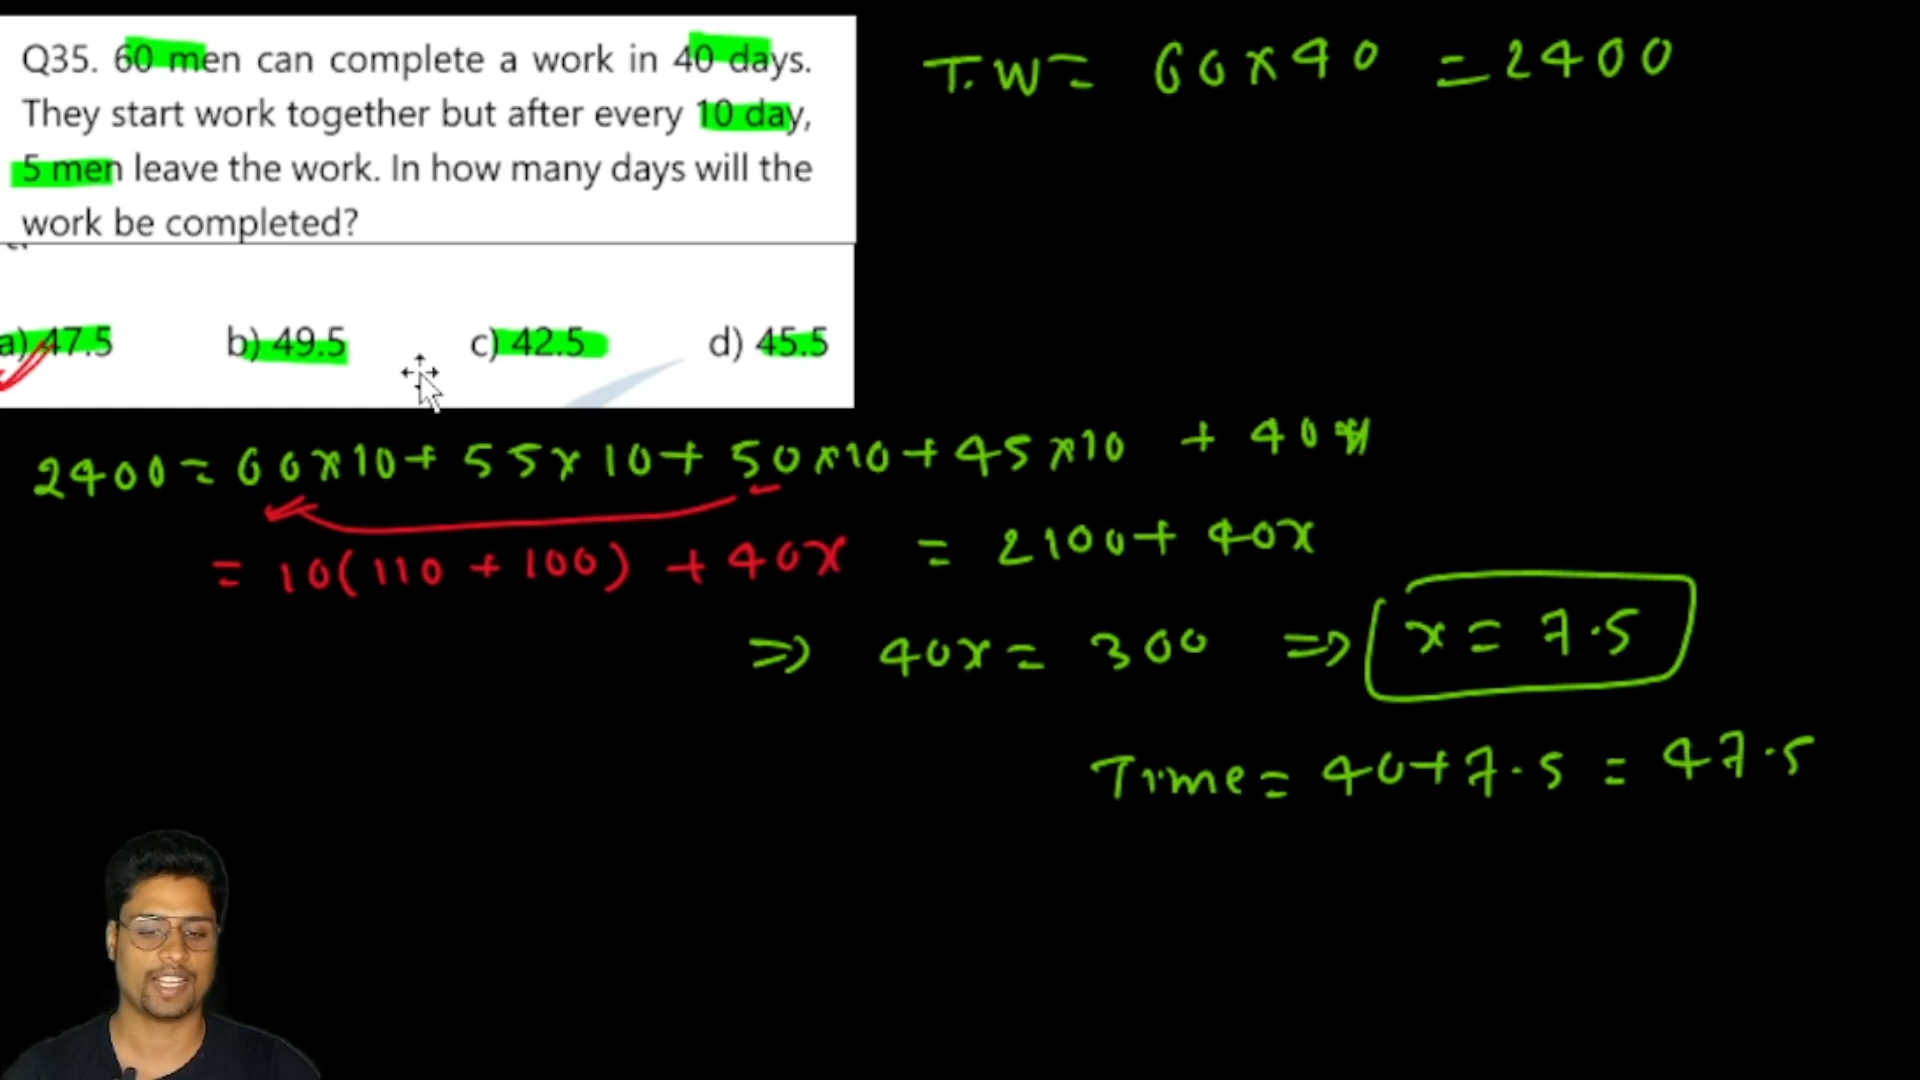 Q35. 60 men can complete a work in 40 days.
They start work together but after every 10 day,
5 men leave the work. In how many days will the
work be completed?
a) 47.5 b) 49.5 c) 42.5 d) 45.5
T.W = 60 x 40 = 2400
2400 = 60 x 10 + 55 x 10 + 50 x 10 + 45 x 10 + 40x
= 10(110 + 100) + 40x = 2100 + 40x
=> 40x = 300 => x = 7.5
Time = 40 + 7.5 = 47.5